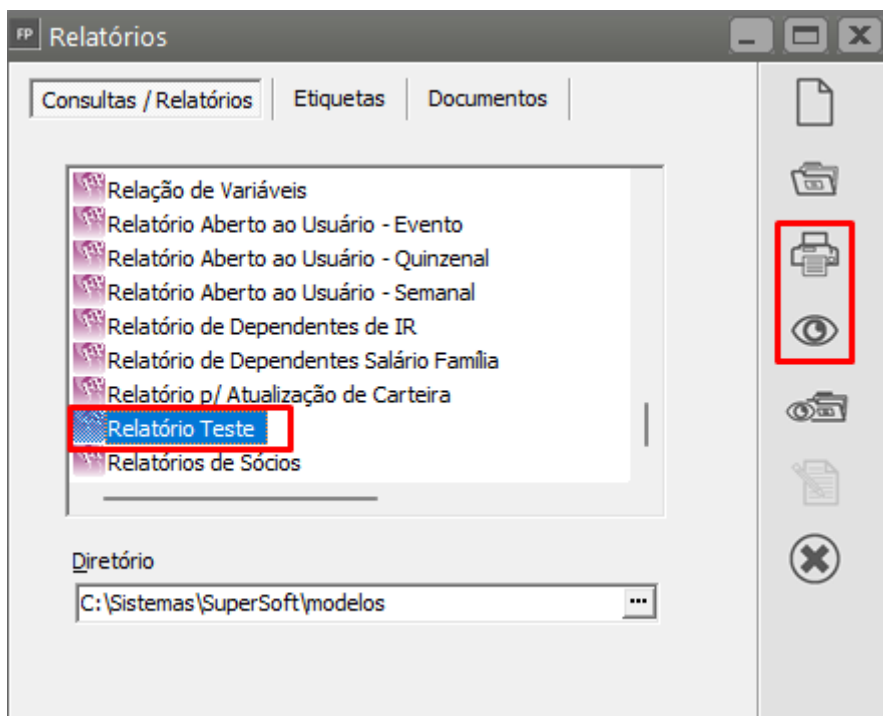 FP Relatórios
Consultas / Relatórios Etiquetas Documentos
Relação de Variáveis
Relatório Aberto ao Usuário - Evento
Relatório Aberto ao Usuário - Quinzenal
Relatório Aberto ao Usuário - Semanal
Relatório de Dependentes de IR
Relatório de Dependentes Salário Família
Relatório p/ Atualização de Carteira
Relatório Teste
Relatórios de Sócios
Diretório
C:\Sistemas\SuperSoft\modelos ...